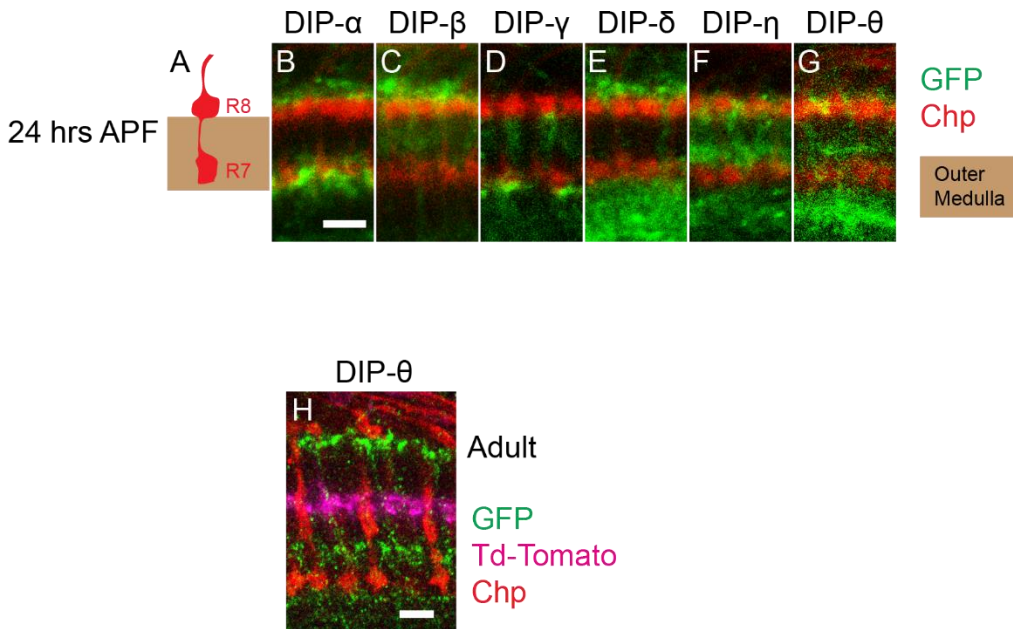 DIP-α DIP-β DIP-γ DIP-δ DIP-η DIP-θ
A B C D E F G
R8
R7
24 hrs APF
GFP
Chp
Outer
Medulla
DIP-θ
H
Adult
GFP
Td-Tomato
Chp